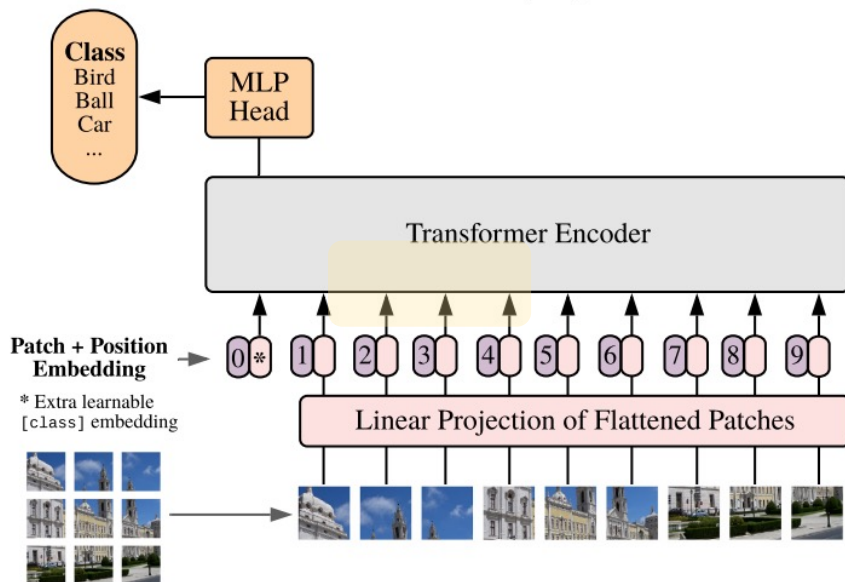 Class
Bird
Ball
Car
...
MLP
Head
Transformer Encoder
Patch + Position
Embedding
0 * 1 2 3 4 5 6 7 8 9
* Extra learnable
[class] embedding
Linear Projection of Flattened Patches